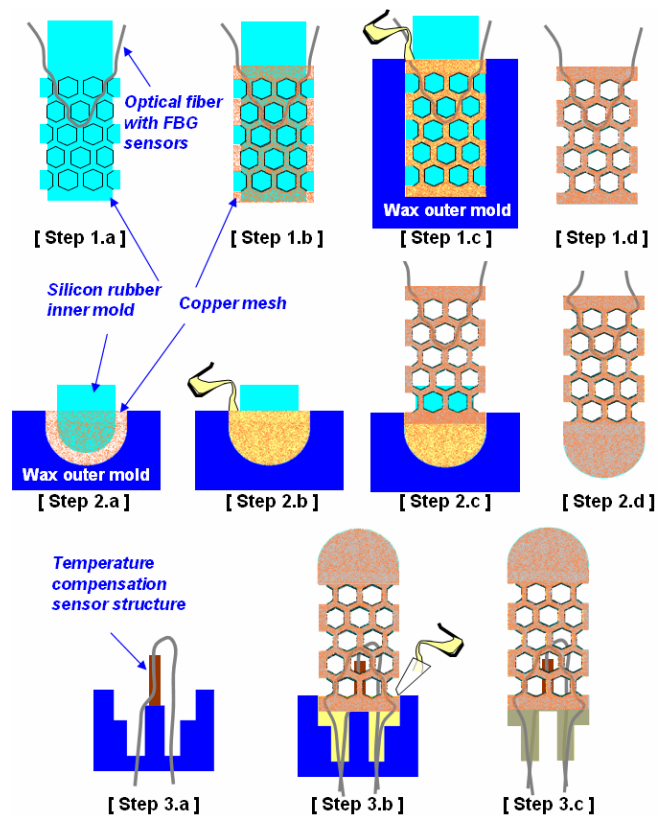 Optical fiber
with FBG
sensors
[ Step 1.a ]
[ Step 1.b ]
Wax outer mold
[ Step 1.c ]
[ Step 1.d ]
Silicon rubber
inner mold
Copper mesh
Wax outer mold
[ Step 2.a ]
[ Step 2.b ]
[ Step 2.c ]
[ Step 2.d ]
Temperature
compensation
sensor structure
[ Step 3.a ]
[ Step 3.b ]
[ Step 3.c ]